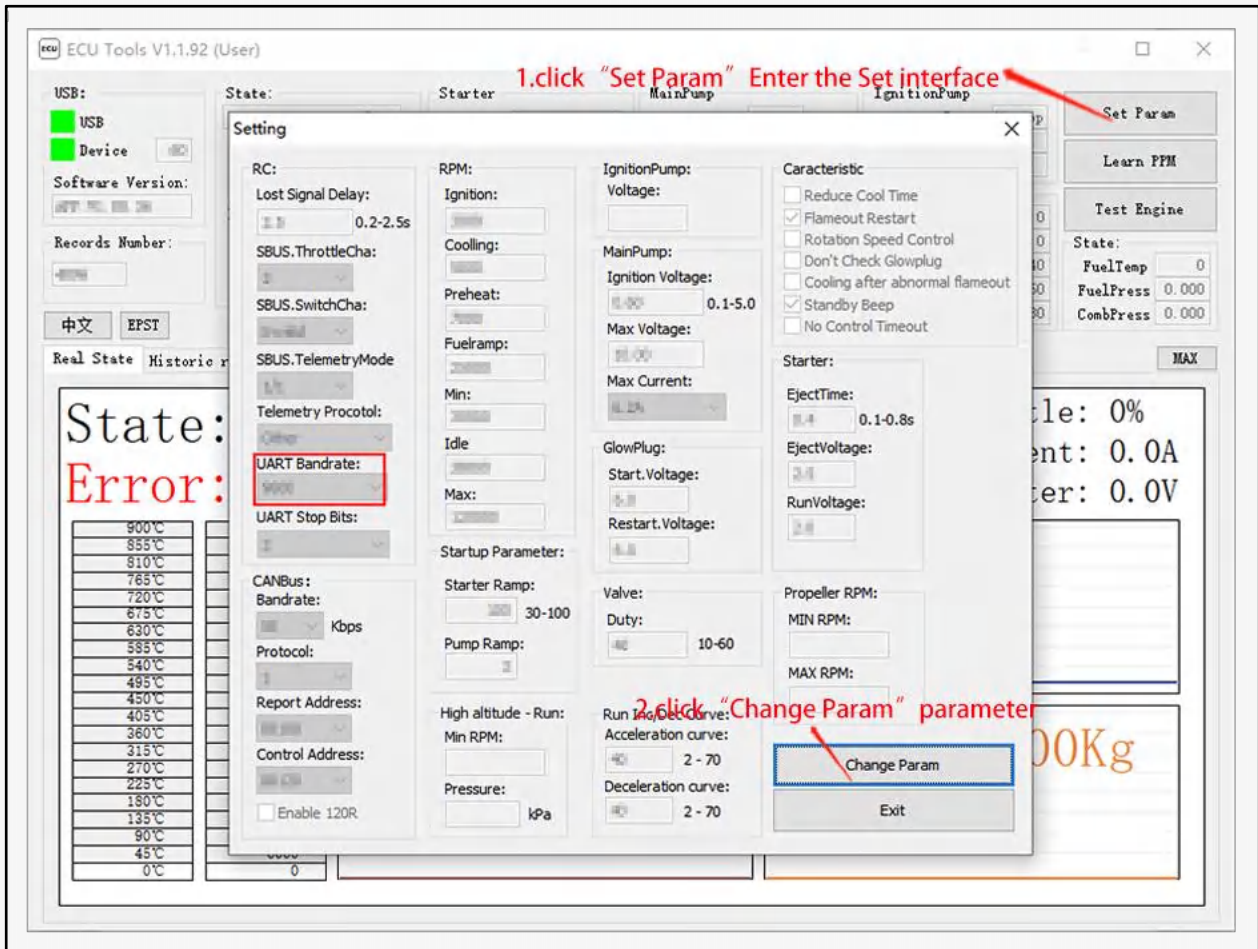 ECU Tools V1.1.92 (User)
1.click “Set Param” Enter the Set interface
USB:
State:
Starter
MainPump
IgnitionPump
USB
Device
Software Version:
Records Number:
中文
EPST
Real State
Historic r
Set Param
Learn PPM
Test Engine
State:
FuelTemp 0
FuelPress 0.000
CombPress 0.000
MAX
Setting
RC:
Lost Signal Delay:
0.2-2.5s
SBUS.ThrottleCha:
SBUS.SwitchCha:
SBUS.TelemetryMode
Telemetry Procotol:
UART Bandrate:
UART Stop Bits:
CANBus:
Bandrate:
Kbps
Protocol:
Report Address:
Control Address:
Enable 120R
RPM:
Ignition:
Coolling:
Preheat:
Fuelramp:
Min:
Idle
Max:
Startup Parameter:
Starter Ramp:
30-100
Pump Ramp:
High altitude - Run:
Min RPM:
Pressure:
kPa
IgnitionPump:
Voltage:
MainPump:
Ignition Voltage:
0.1-5.0
Max Voltage:
Max Current:
GlowPlug:
Start.Voltage:
Restart.Voltage:
Valve:
Duty:
10-60
Run Inc/Dec Curve:
Acceleration curve:
2 - 70
Deceleration curve:
2 - 70
Caracteristic
Reduce Cool Time
Flameout Restart
Rotation Speed Control
Don't Check Glowplug
Cooling after abnormal flameout
Standby Beep
No Control Timeout
Starter:
EjectTime:
0.1-0.8s
EjectVoltage:
RunVoltage:
Propeller RPM:
MIN RPM:
MAX RPM:
2.click “Change Param” parameter
Change Param
Exit
State:
Error:
tle: 0%
ent: 0.0A
ter: 0.0V
00Kg
900℃
855℃
810℃
765℃
720℃
675℃
630℃
585℃
540℃
495℃
450℃
405℃
360℃
315℃
270℃
225℃
180℃
135℃
90℃
45℃
0℃
0